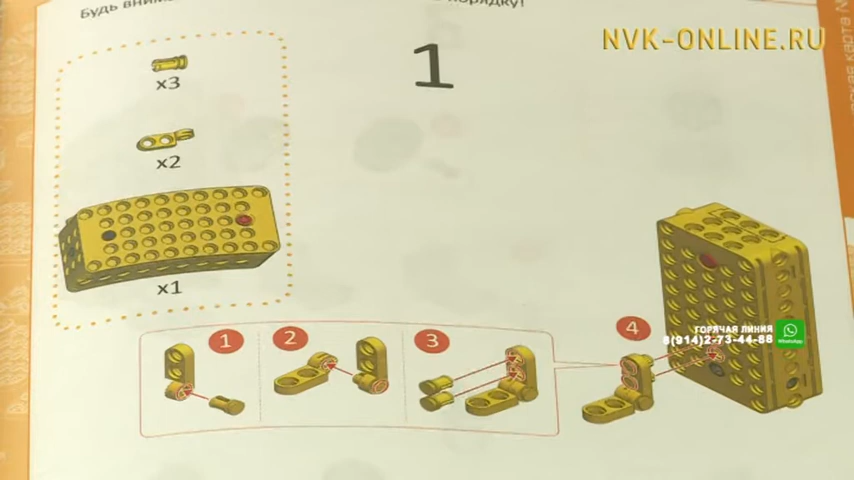 Будь
порядку!
NVK-ONLINE.RU
1
x3
x2
x1
1
2
3
4
ГОРЯЧАЯ ЛИНИЯ
8(914)2-73-44-88
WhatsApp